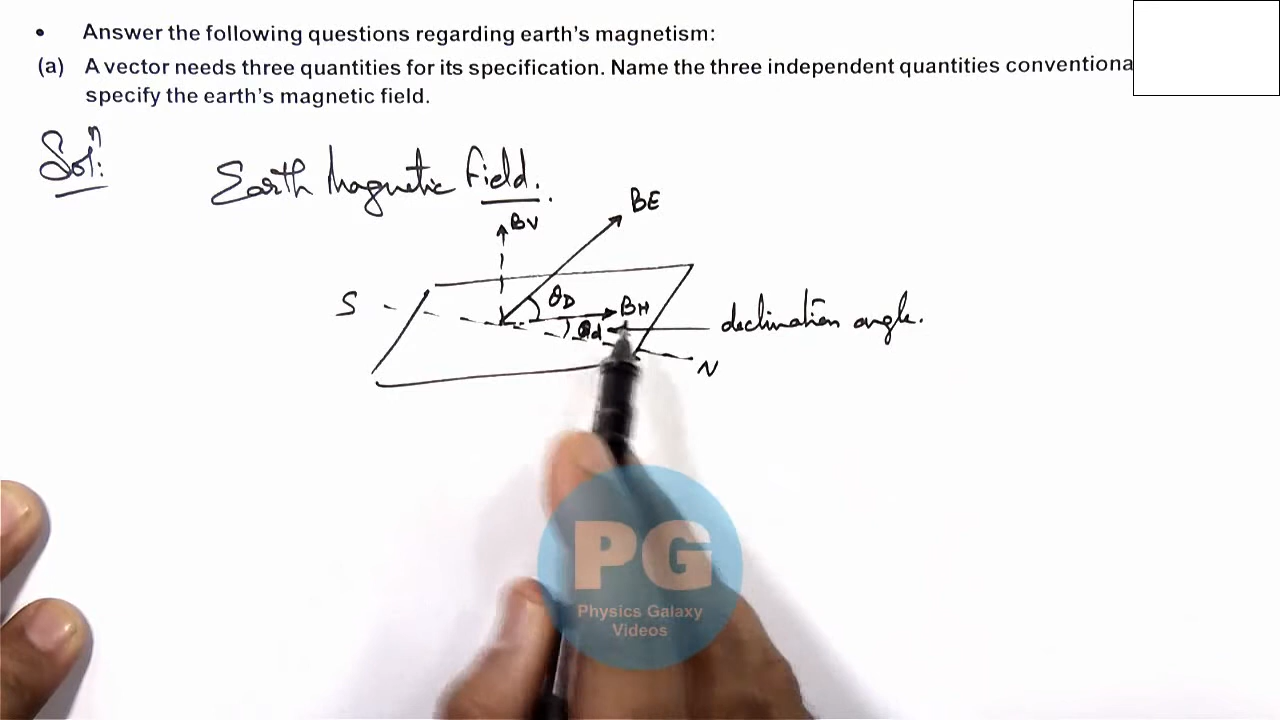 • Answer the following questions regarding earth's magnetism:
(a) A vector needs three quantities for its specification. Name the three independent quantities conventiona
specify the earth's magnetic field.
Solⁿ:
Earth Magnetic field.
BE
BV
S
θD
BH
θd
declination angle.
N
PG
Physics Galaxy
Videos